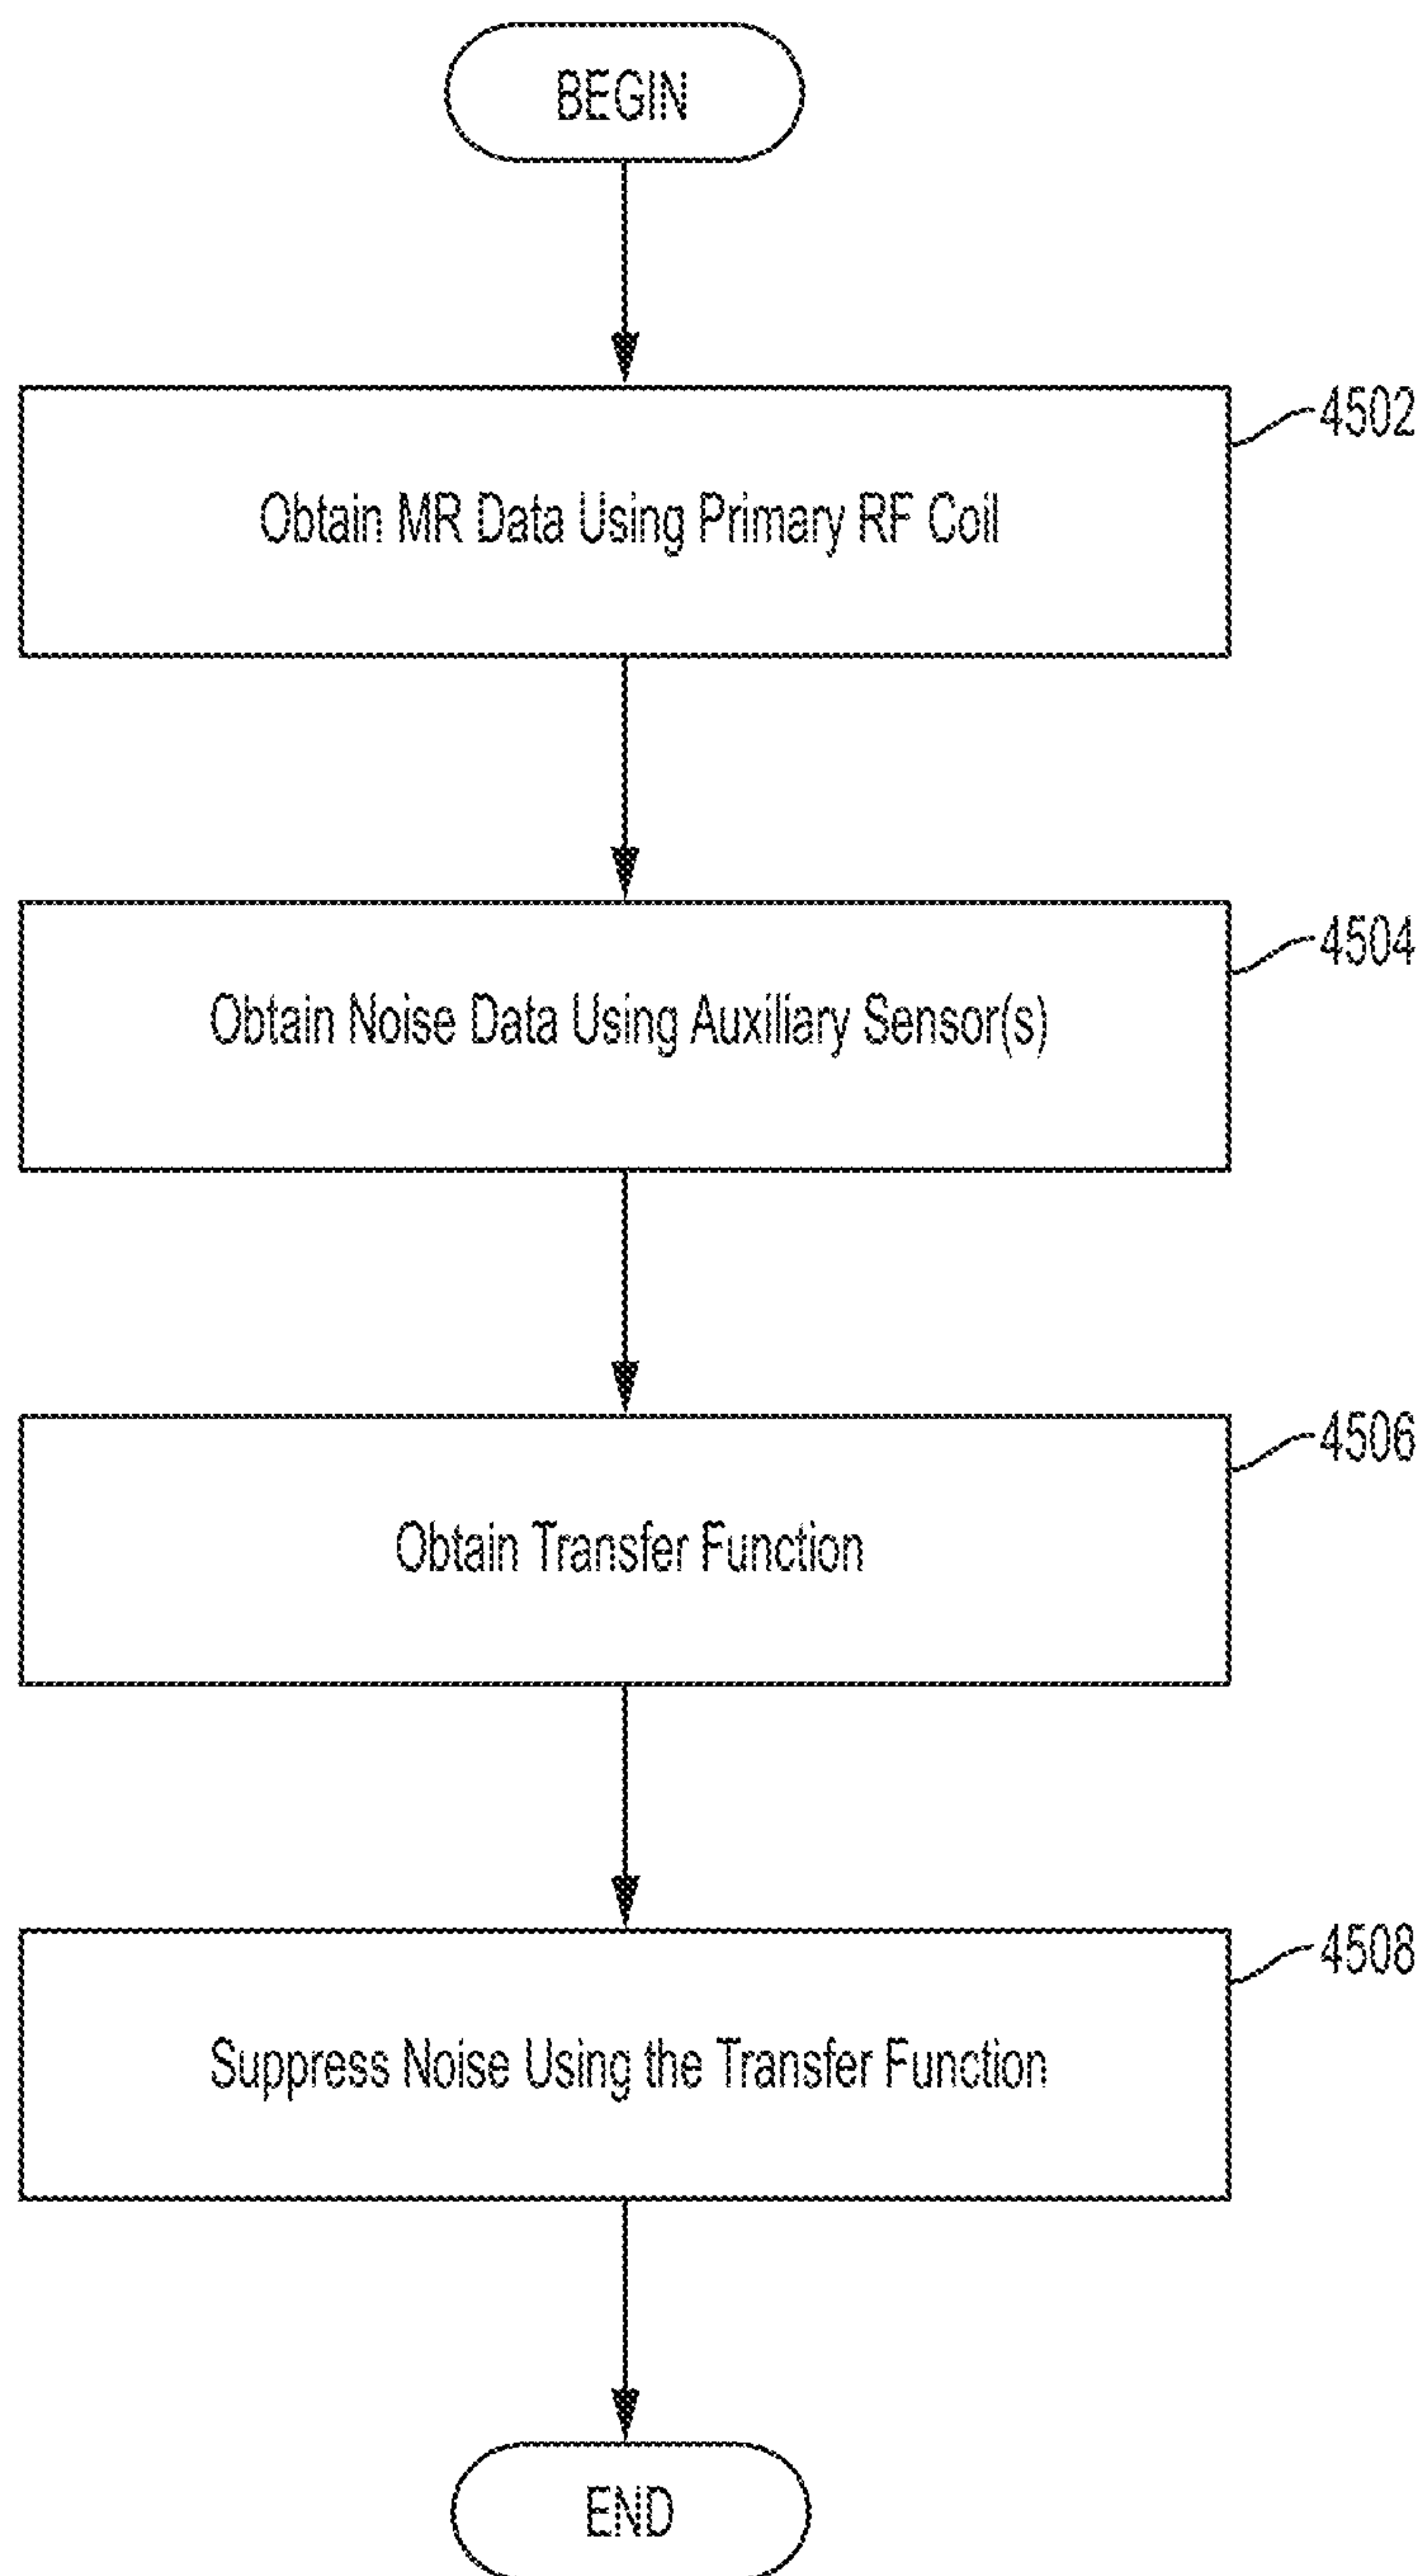 BEGIN
4502
Obtain MR Data Using Primary RF Coil
4504
Obtain Noise Data Using Auxiliary Sensor(s)
4506
Obtain Transfer Function
4508
Suppress Noise Using the Transfer Function
END